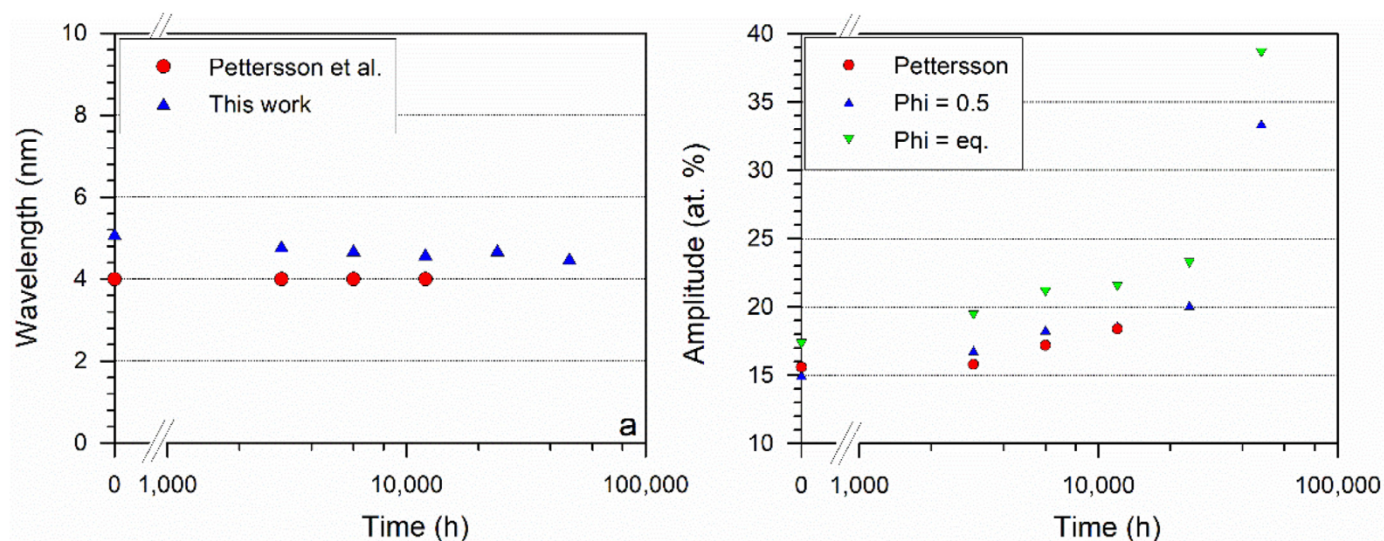 Wavelength (nm)
10
8
6
4
2
0
Pettersson et al.
This work
a
0 1,000 10,000 100,000
Time (h)
Amplitude (at. %)
40
35
30
25
20
15
10
Pettersson
Phi = 0.5
Phi = eq.
0 1,000 10,000 100,000
Time (h)